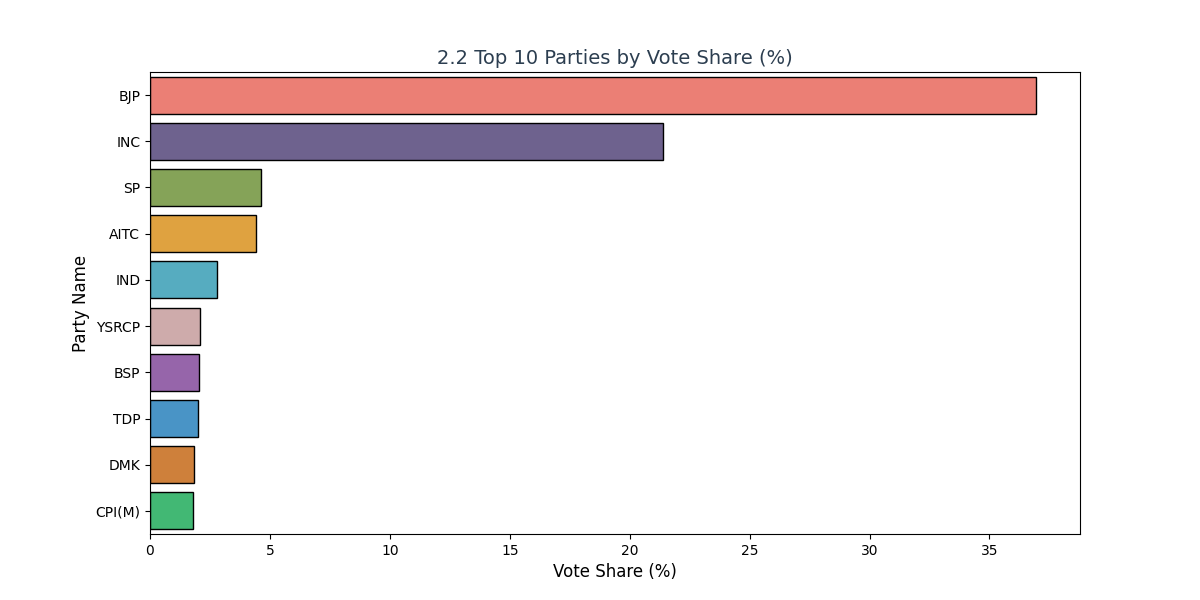 2.2 Top 10 Parties by Vote Share (%)
Party Name
BJP
INC
SP
AITC
IND
YSRCP
BSP
TDP
DMK
CPI(M)
0 5 10 15 20 25 30 35
Vote Share (%)